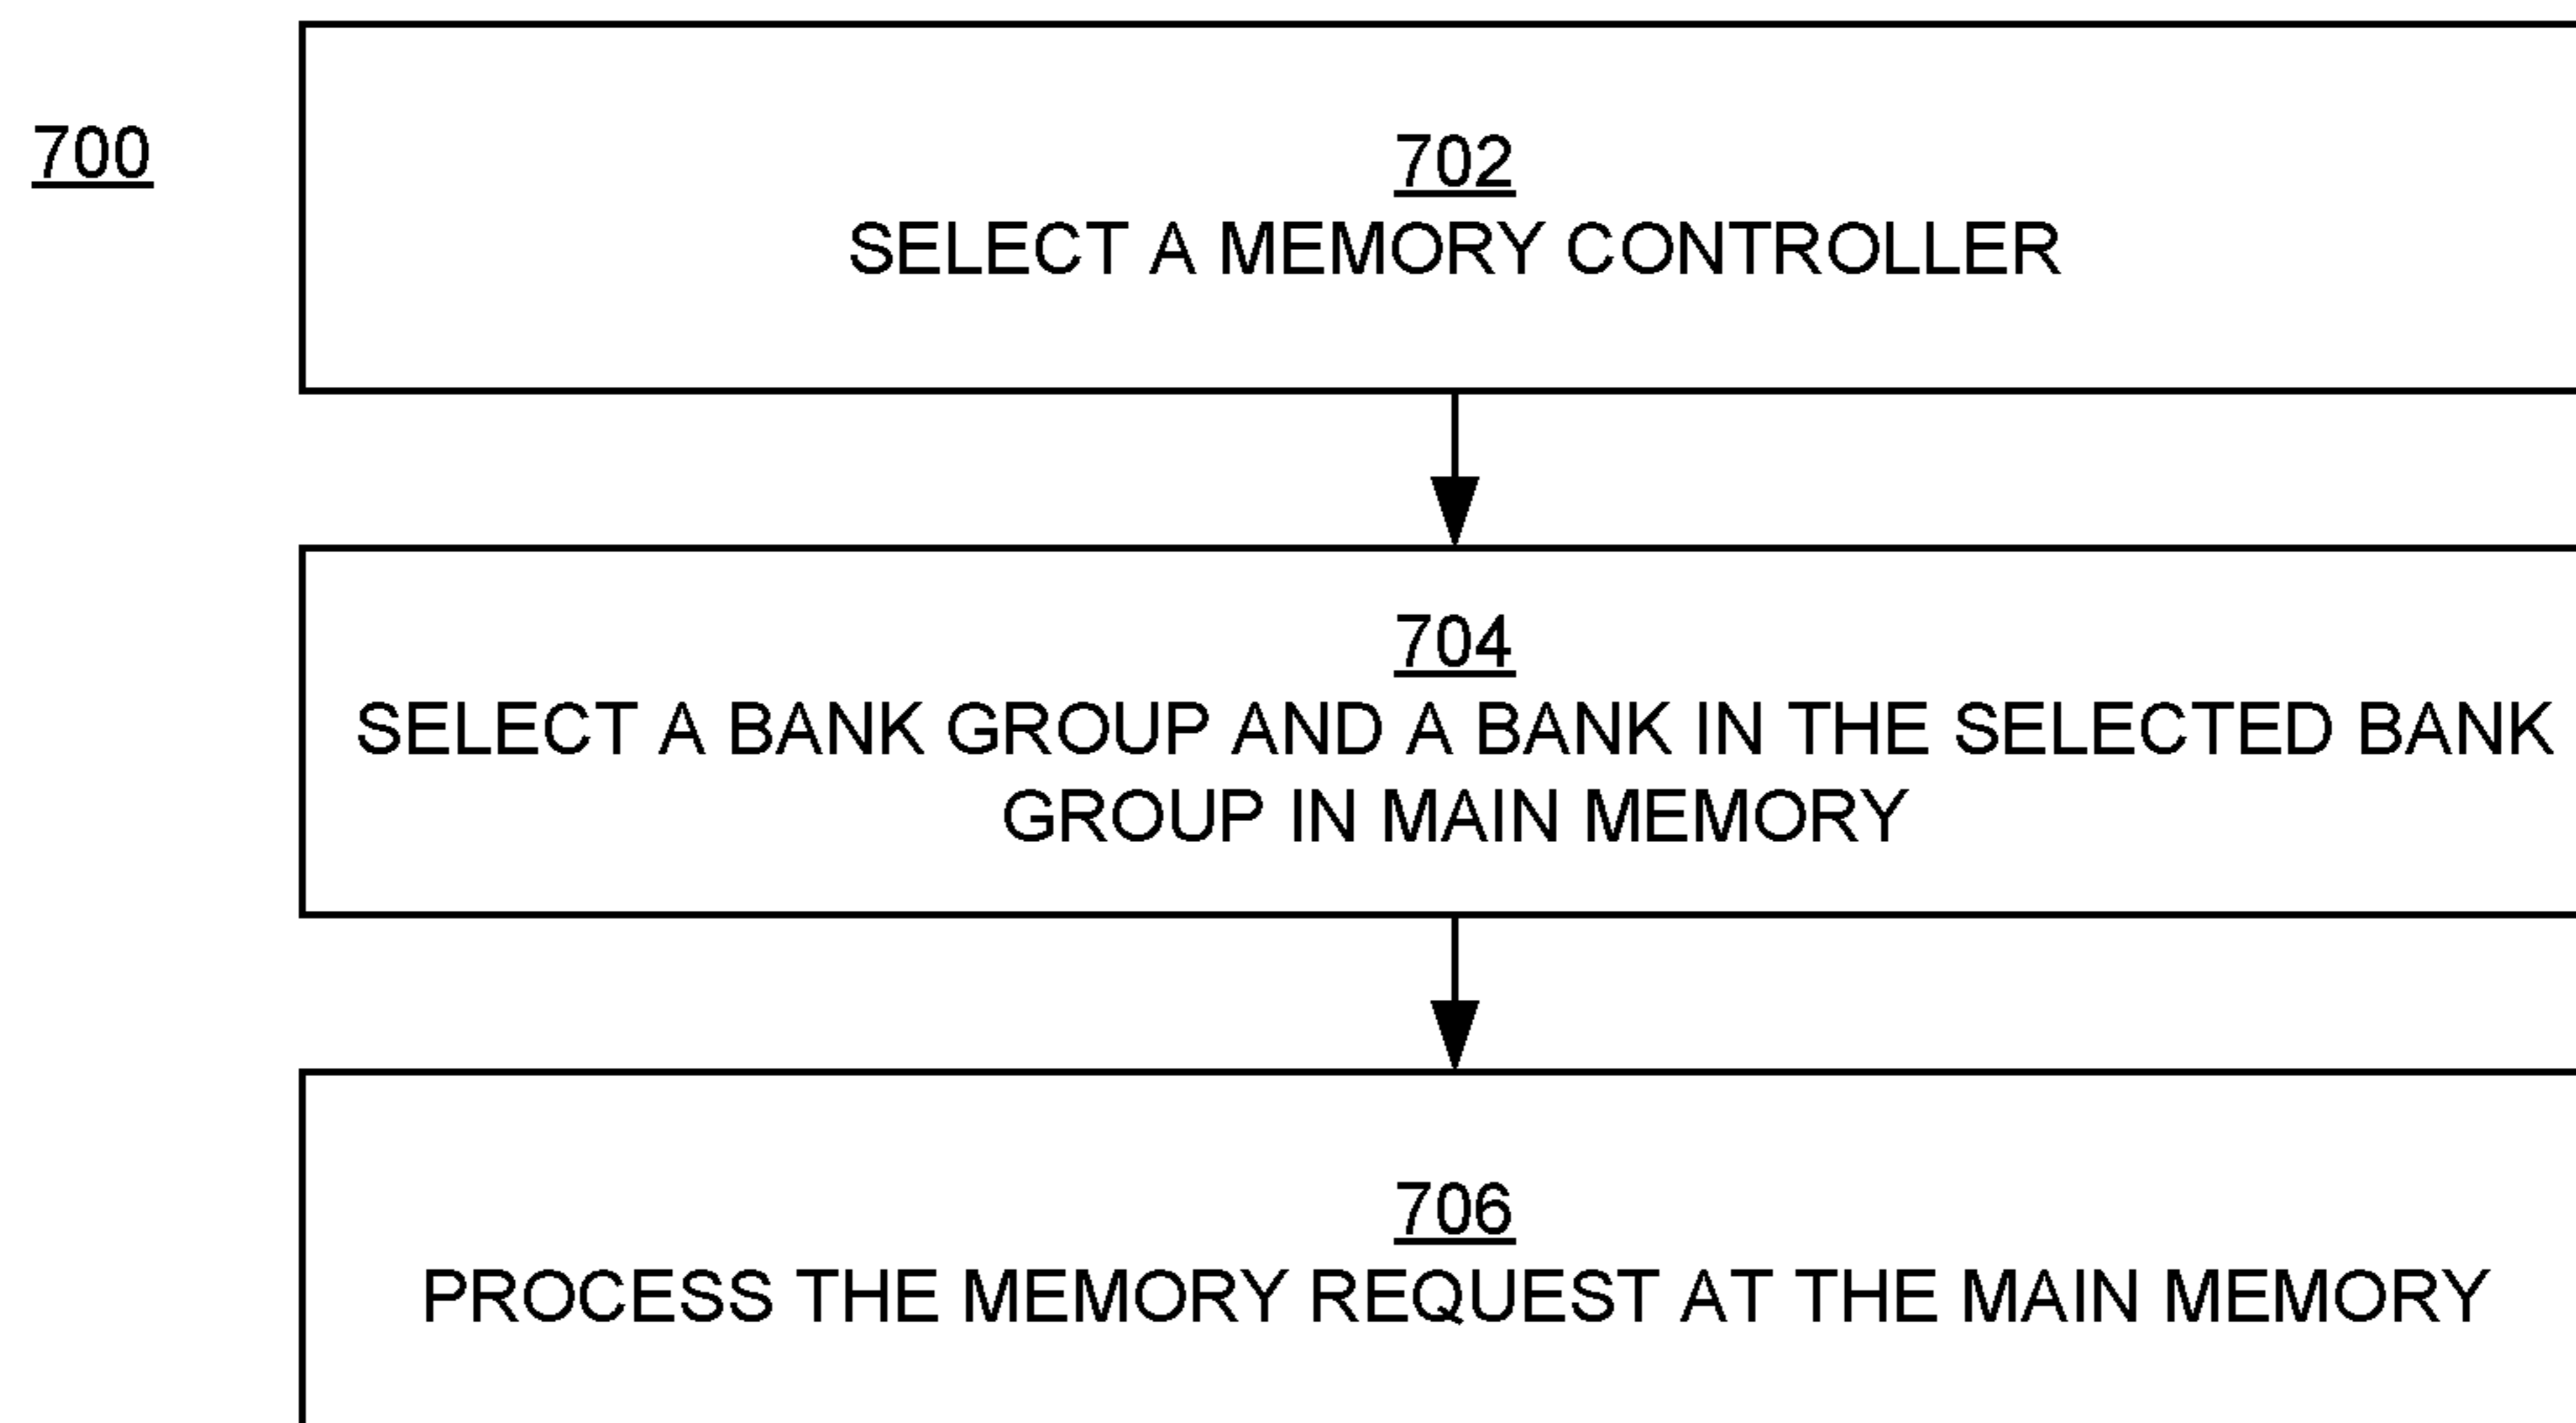 700
702
SELECT A MEMORY CONTROLLER
704
SELECT A BANK GROUP AND A BANK IN THE SELECTED BANK
GROUP IN MAIN MEMORY
706
PROCESS THE MEMORY REQUEST AT THE MAIN MEMORY